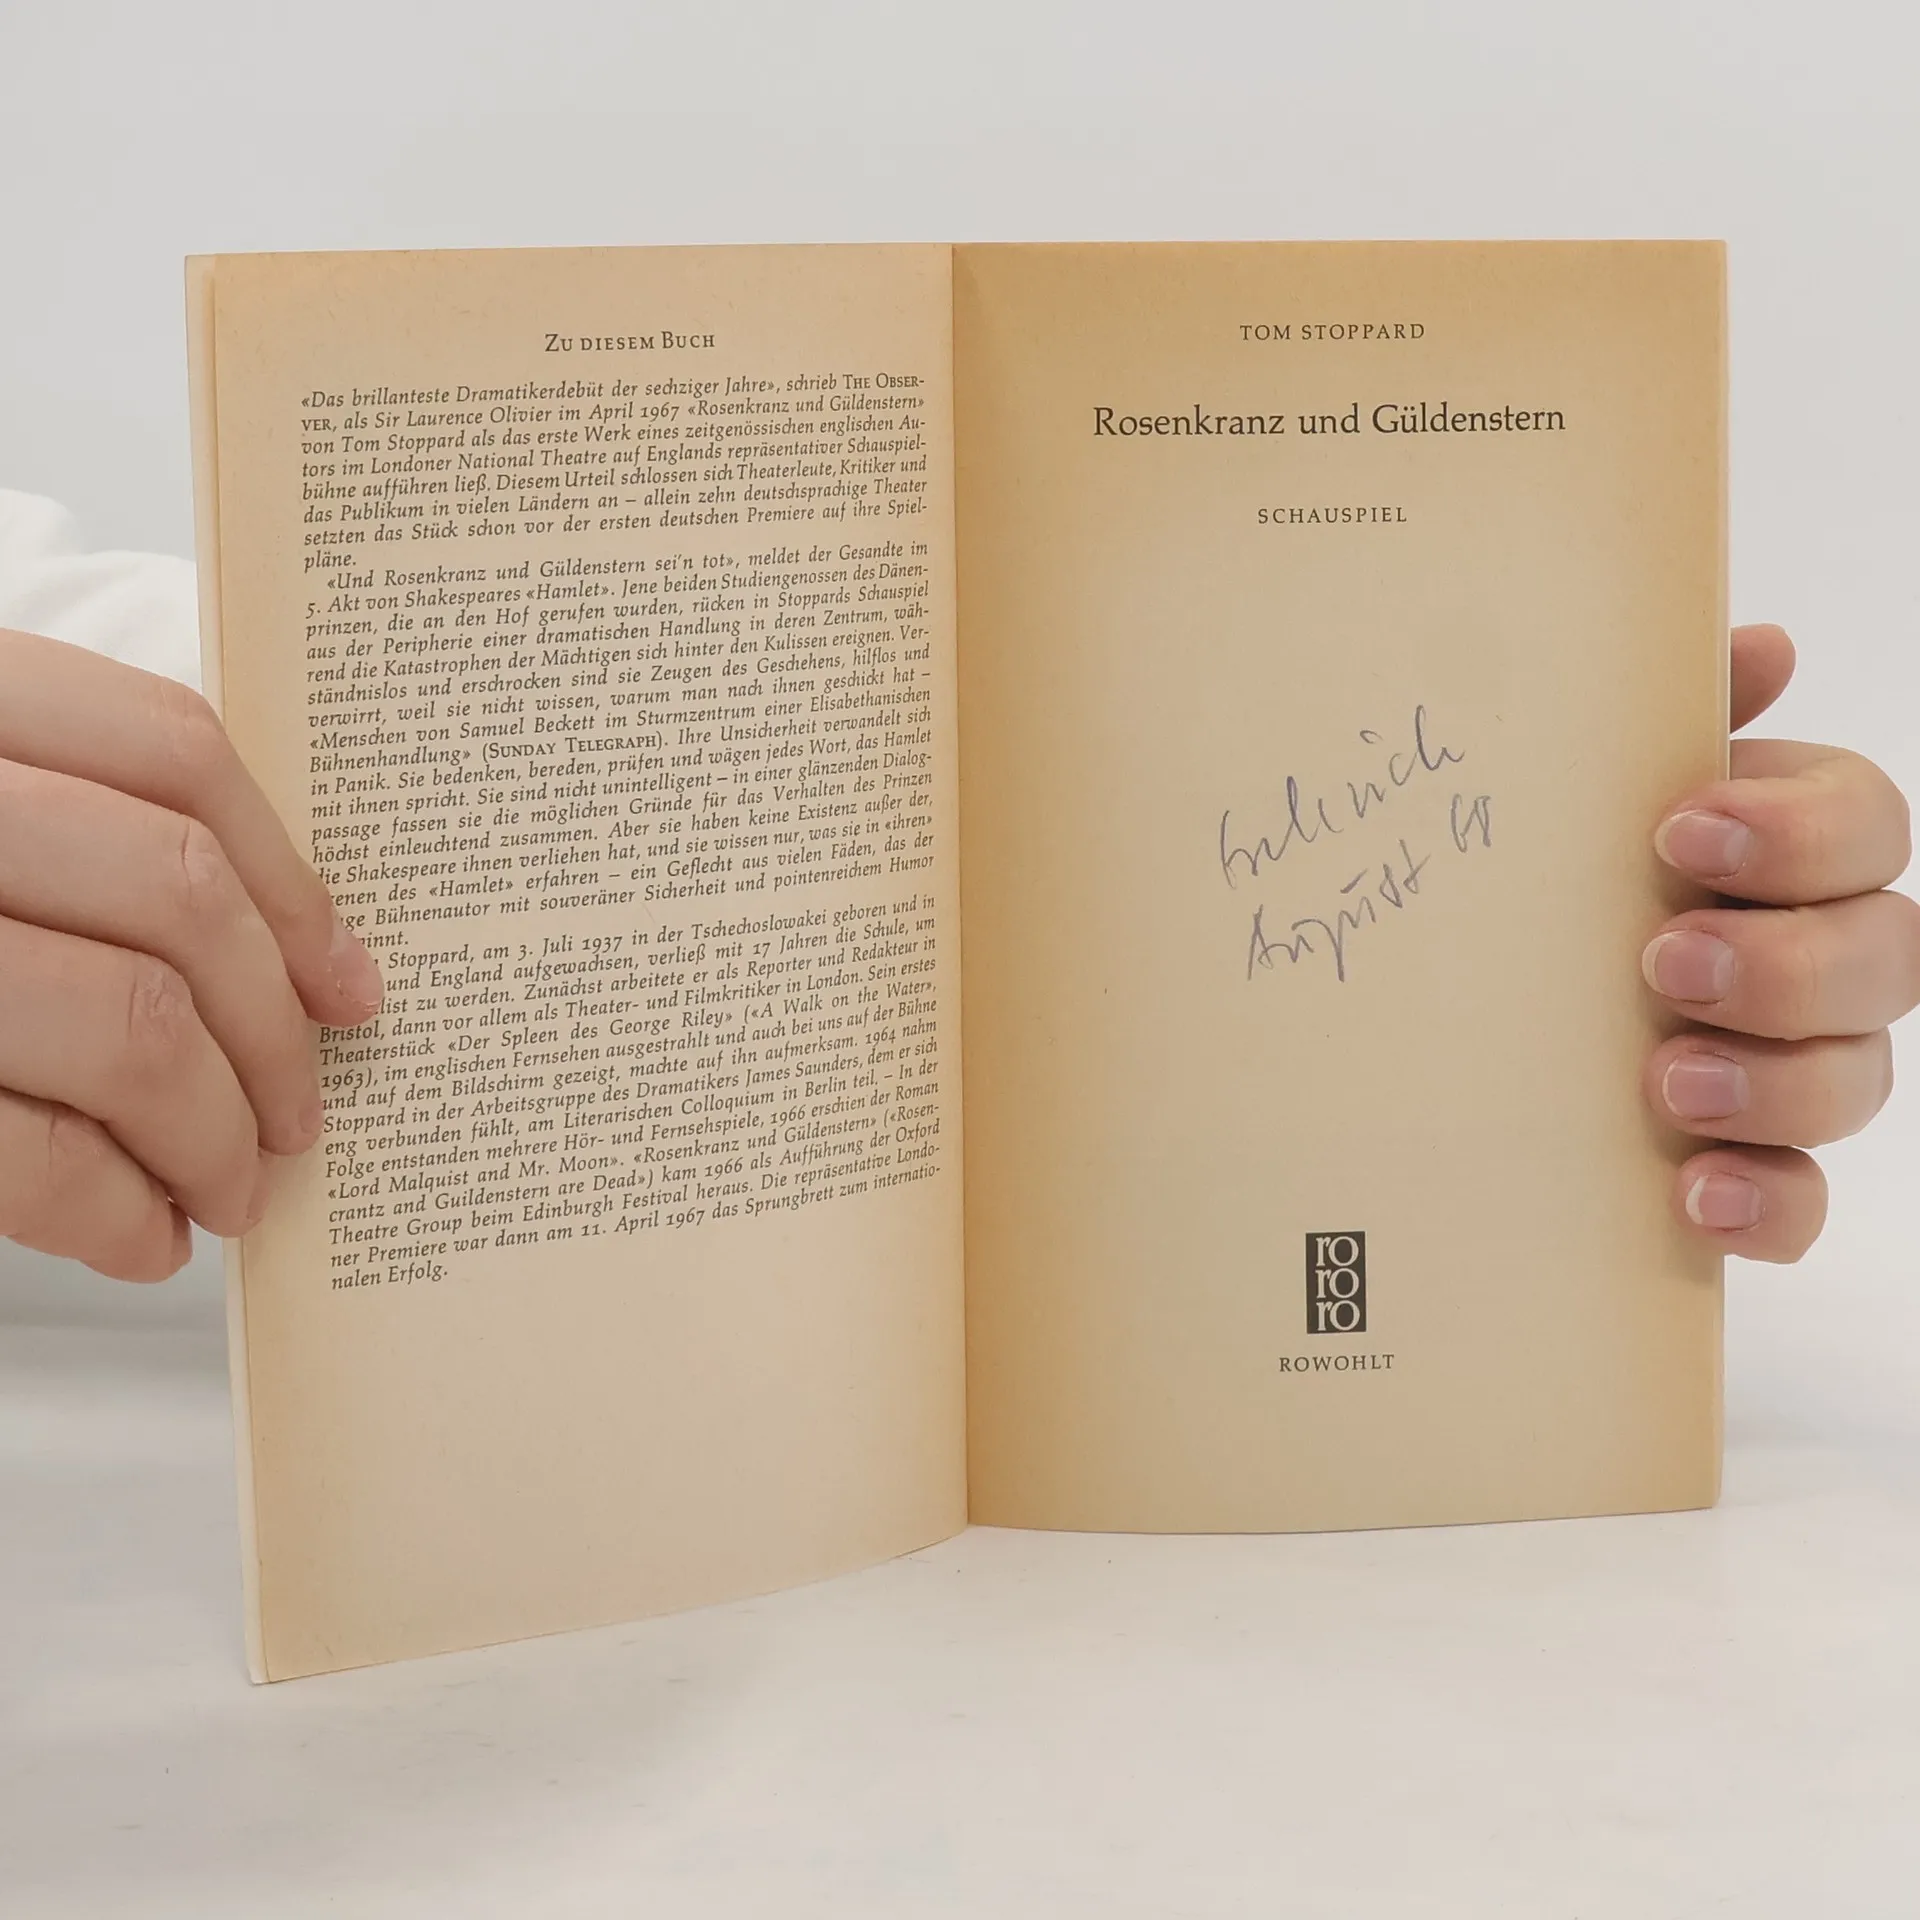 ZU DIESEM BUCH
«Das brillanteste Dramatikerdebüt der sechziger Jahre», schrieb THE OBSER-
VER, als Sir Laurence Olivier im April 1967 «Rosenkranz und Güldenstern»
von Tom Stoppard als das erste Werk eines zeitgenössischen englischen Au-
tors im Londoner National Theatre auf Englands repräsentativer Schauspiel-
bühne aufführen ließ. Diesem Urteil schlossen sich Theaterleute, Kritiker und
das Publikum in vielen Ländern an – allein zehn deutschsprachige Theater
setzten das Stück schon vor der ersten deutschen Premiere auf ihre Spiel-
pläne.
«Und Rosenkranz und Güldenstern sei'n tot», meldet der Gesandte im
5. Akt von Shakespeares «Hamlet». Jene beiden Studiengenossen des Dänen-
prinzen, die an den Hof gerufen wurden, rücken in Stoppards Schauspiel
aus der Peripherie einer dramatischen Handlung in deren Zentrum, wäh-
rend die Katastrophen der Mächtigen sich hinter den Kulissen ereignen. Ver-
ständnislos und erschrocken sind sie Zeugen des Geschehens, hilflos und
verwirrt, weil sie nicht wissen, warum man nach ihnen geschickt hat –
«Menschen von Samuel Beckett im Sturmzentrum einer Elisabethanischen
Bühnenhandlung» (SUNDAY TELEGRAPH). Ihre Unsicherheit verwandelt sich
in Panik. Sie bedenken, bereden, prüfen und wägen jedes Wort, das Hamlet
mit ihnen spricht. Sie sind nicht unintelligent – in einer glänzenden Dialog-
passage fassen sie die möglichen Gründe für das Verhalten des Prinzen
höchst einleuchtend zusammen. Aber sie haben keine Existenz außer der,
die Shakespeare ihnen verliehen hat, und sie wissen nur, was sie in «ihren»
enen des «Hamlet» erfahren – ein Geflecht aus vielen Fäden, das der
ge Bühnenautor mit souveräner Sicherheit und pointenreichem Humor
innt.
Stoppard, am 3. Juli 1937 in der Tschechoslowakei geboren und in
und England aufgewachsen, verließ mit 17 Jahren die Schule, um
list zu werden. Zunächst arbeitete er als Reporter und Redakteur in
Bristol, dann vor allem als Theater- und Filmkritiker in London. Sein erstes
Theaterstück «Der Spleen des George Riley» («A Walk on the Water»,
1963), im englischen Fernsehen ausgestrahlt und auch bei uns auf der Bühne
und auf dem Bildschirm gezeigt, machte auf ihn aufmerksam. 1964 nahm
Stoppard in der Arbeitsgruppe des Dramatikers James Saunders, dem er sich
eng verbunden fühlt, am Literarischen Colloquium in Berlin teil. – In der
Folge entstanden mehrere Hör- und Fernsehspiele, 1966 erschien der Roman
«Lord Malquist and Mr. Moon». «Rosenkranz und Güldenstern» («Rosen-
crantz and Guildenstern are Dead») kam 1966 als Aufführung der Oxford
Theatre Group beim Edinburgh Festival heraus. Die repräsentative Londo-
ner Premiere war dann am 11. April 1967 das Sprungbrett zum internatio-
nalen Erfolg.
TOM STOPPARD
Rosenkranz und Güldenstern
SCHAUSPIEL
August 68
ro
ro
ro
ROWOHLT